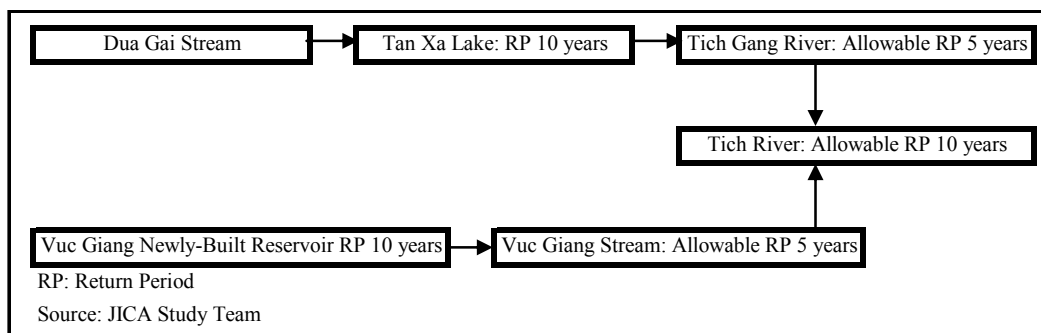 Dua Gai Stream
Tan Xa Lake: RP 10 years
Tich Gang River: Allowable RP 5 years
Tich River: Allowable RP 10 years
Vuc Giang Newly-Built Reservoir RP 10 years
Vuc Giang Stream: Allowable RP 5 years
RP: Return Period
Source: JICA Study Team